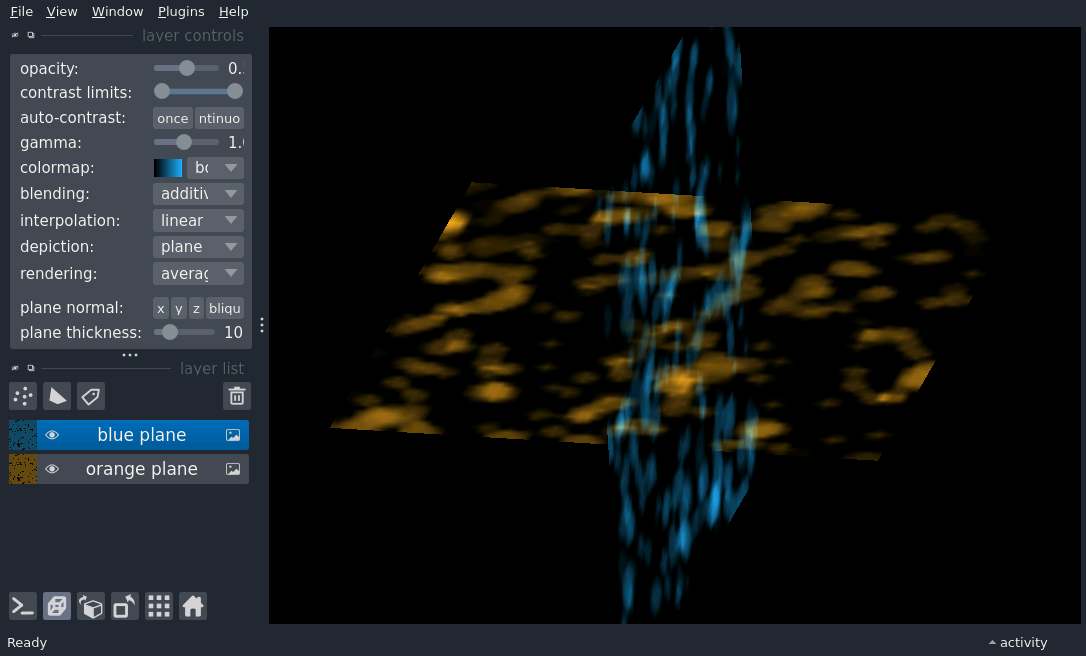 File View Window Plugins Help
layer controls
opacity: 0.
contrast limits:
auto-contrast: once ntinuo
gamma: 1.
colormap:
blending: additiv
interpolation: linear
depiction: plane
rendering: averag
plane normal: x y z bliqu
plane thickness: 10
layer list
blue plane
orange plane
Ready
activity